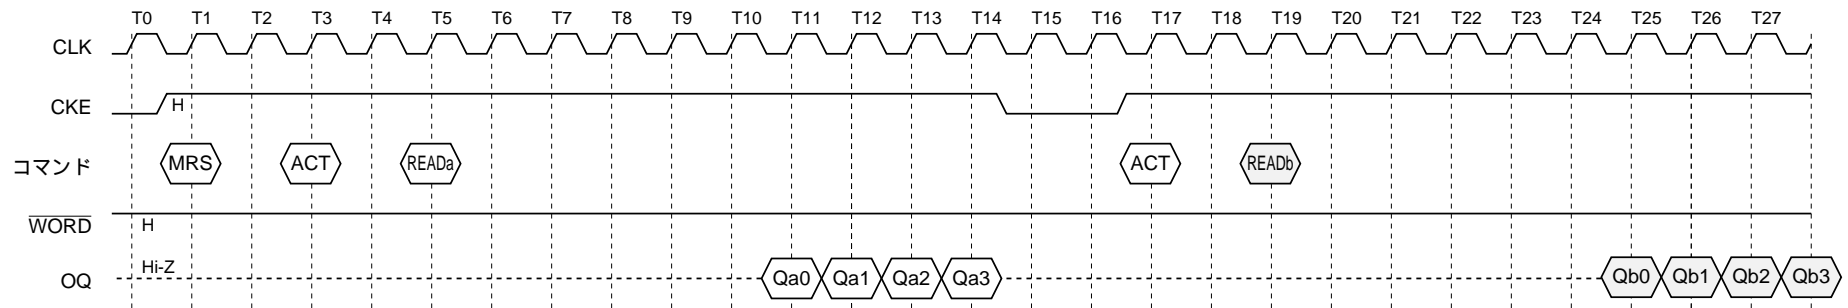 T0 T1 T2 T3 T4 T5 T6 T7 T8 T9 T10 T11 T12 T13 T14 T15 T16 T17 T18 T19 T20 T21 T22 T23 T24 T25 T26 T27
CLK
CKE H
コマンド MRS ACT READa ACT READb
WORD H
OQ Hi-Z Qa0 Qa1 Qa2 Qa3 Qb0 Qb1 Qb2 Qb3